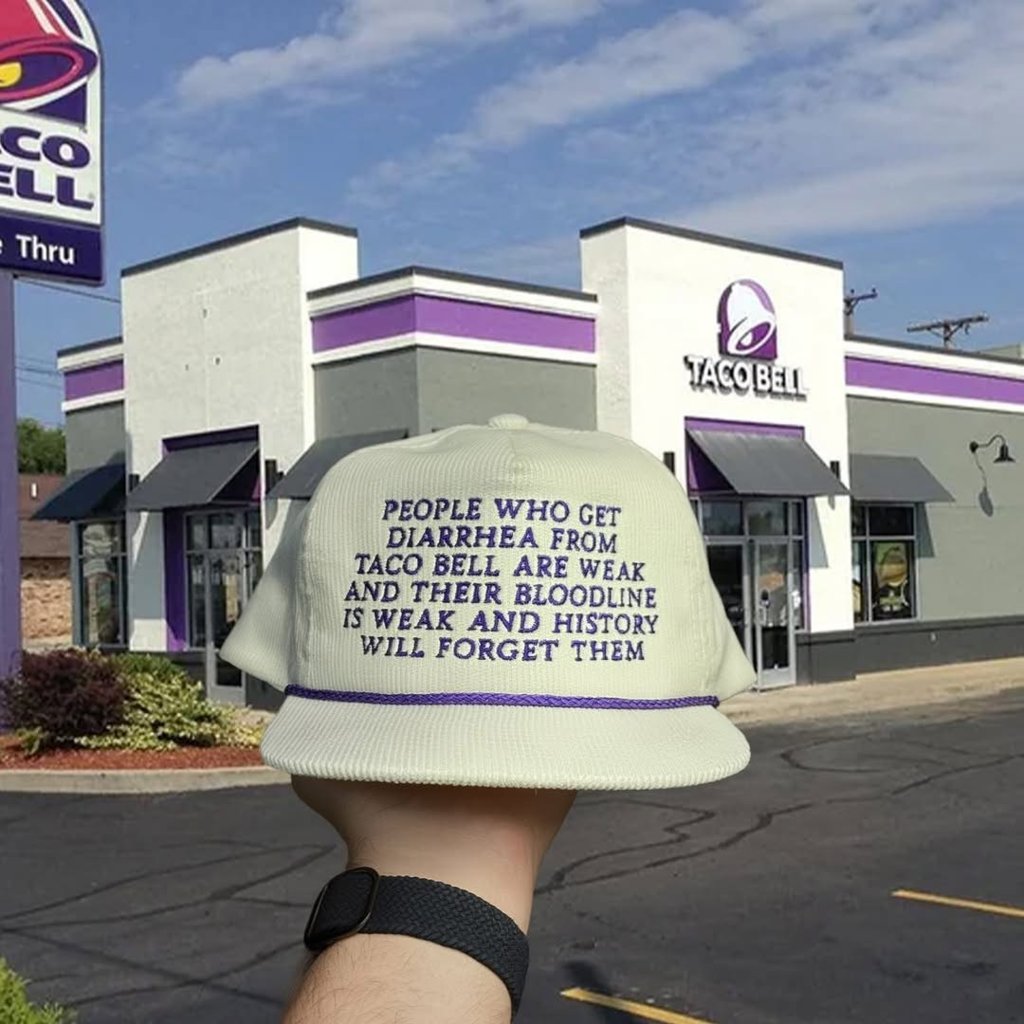 TACO
BELL
Thru
TACO BELL
PEOPLE WHO GET
DIARRHEA FROM
TACO BELL ARE WEAK
AND THEIR BLOODLINE
IS WEAK AND HISTORY
WILL FORGET THEM